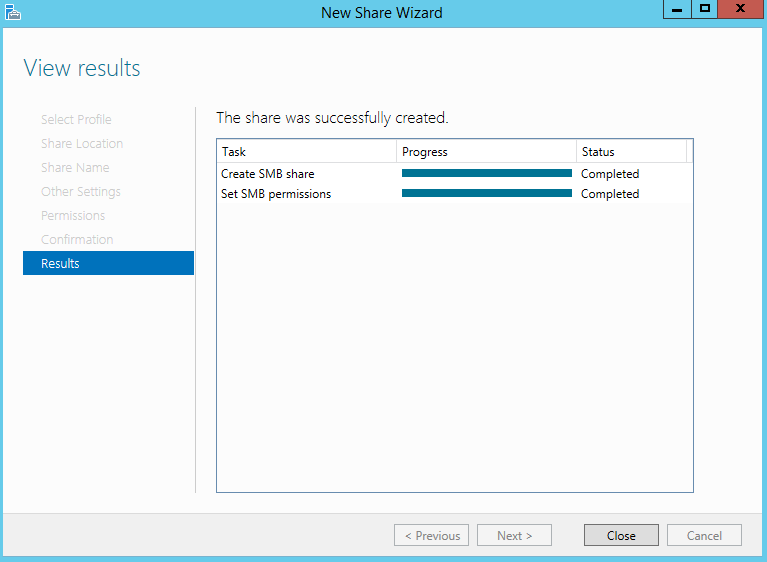 New Share Wizard
View results
Select Profile
Share Location
Share Name
Other Settings
Permissions
Confirmation
Results
The share was successfully created.
Task Progress Status
Create SMB share Completed
Set SMB permissions Completed
< Previous Next > Close Cancel